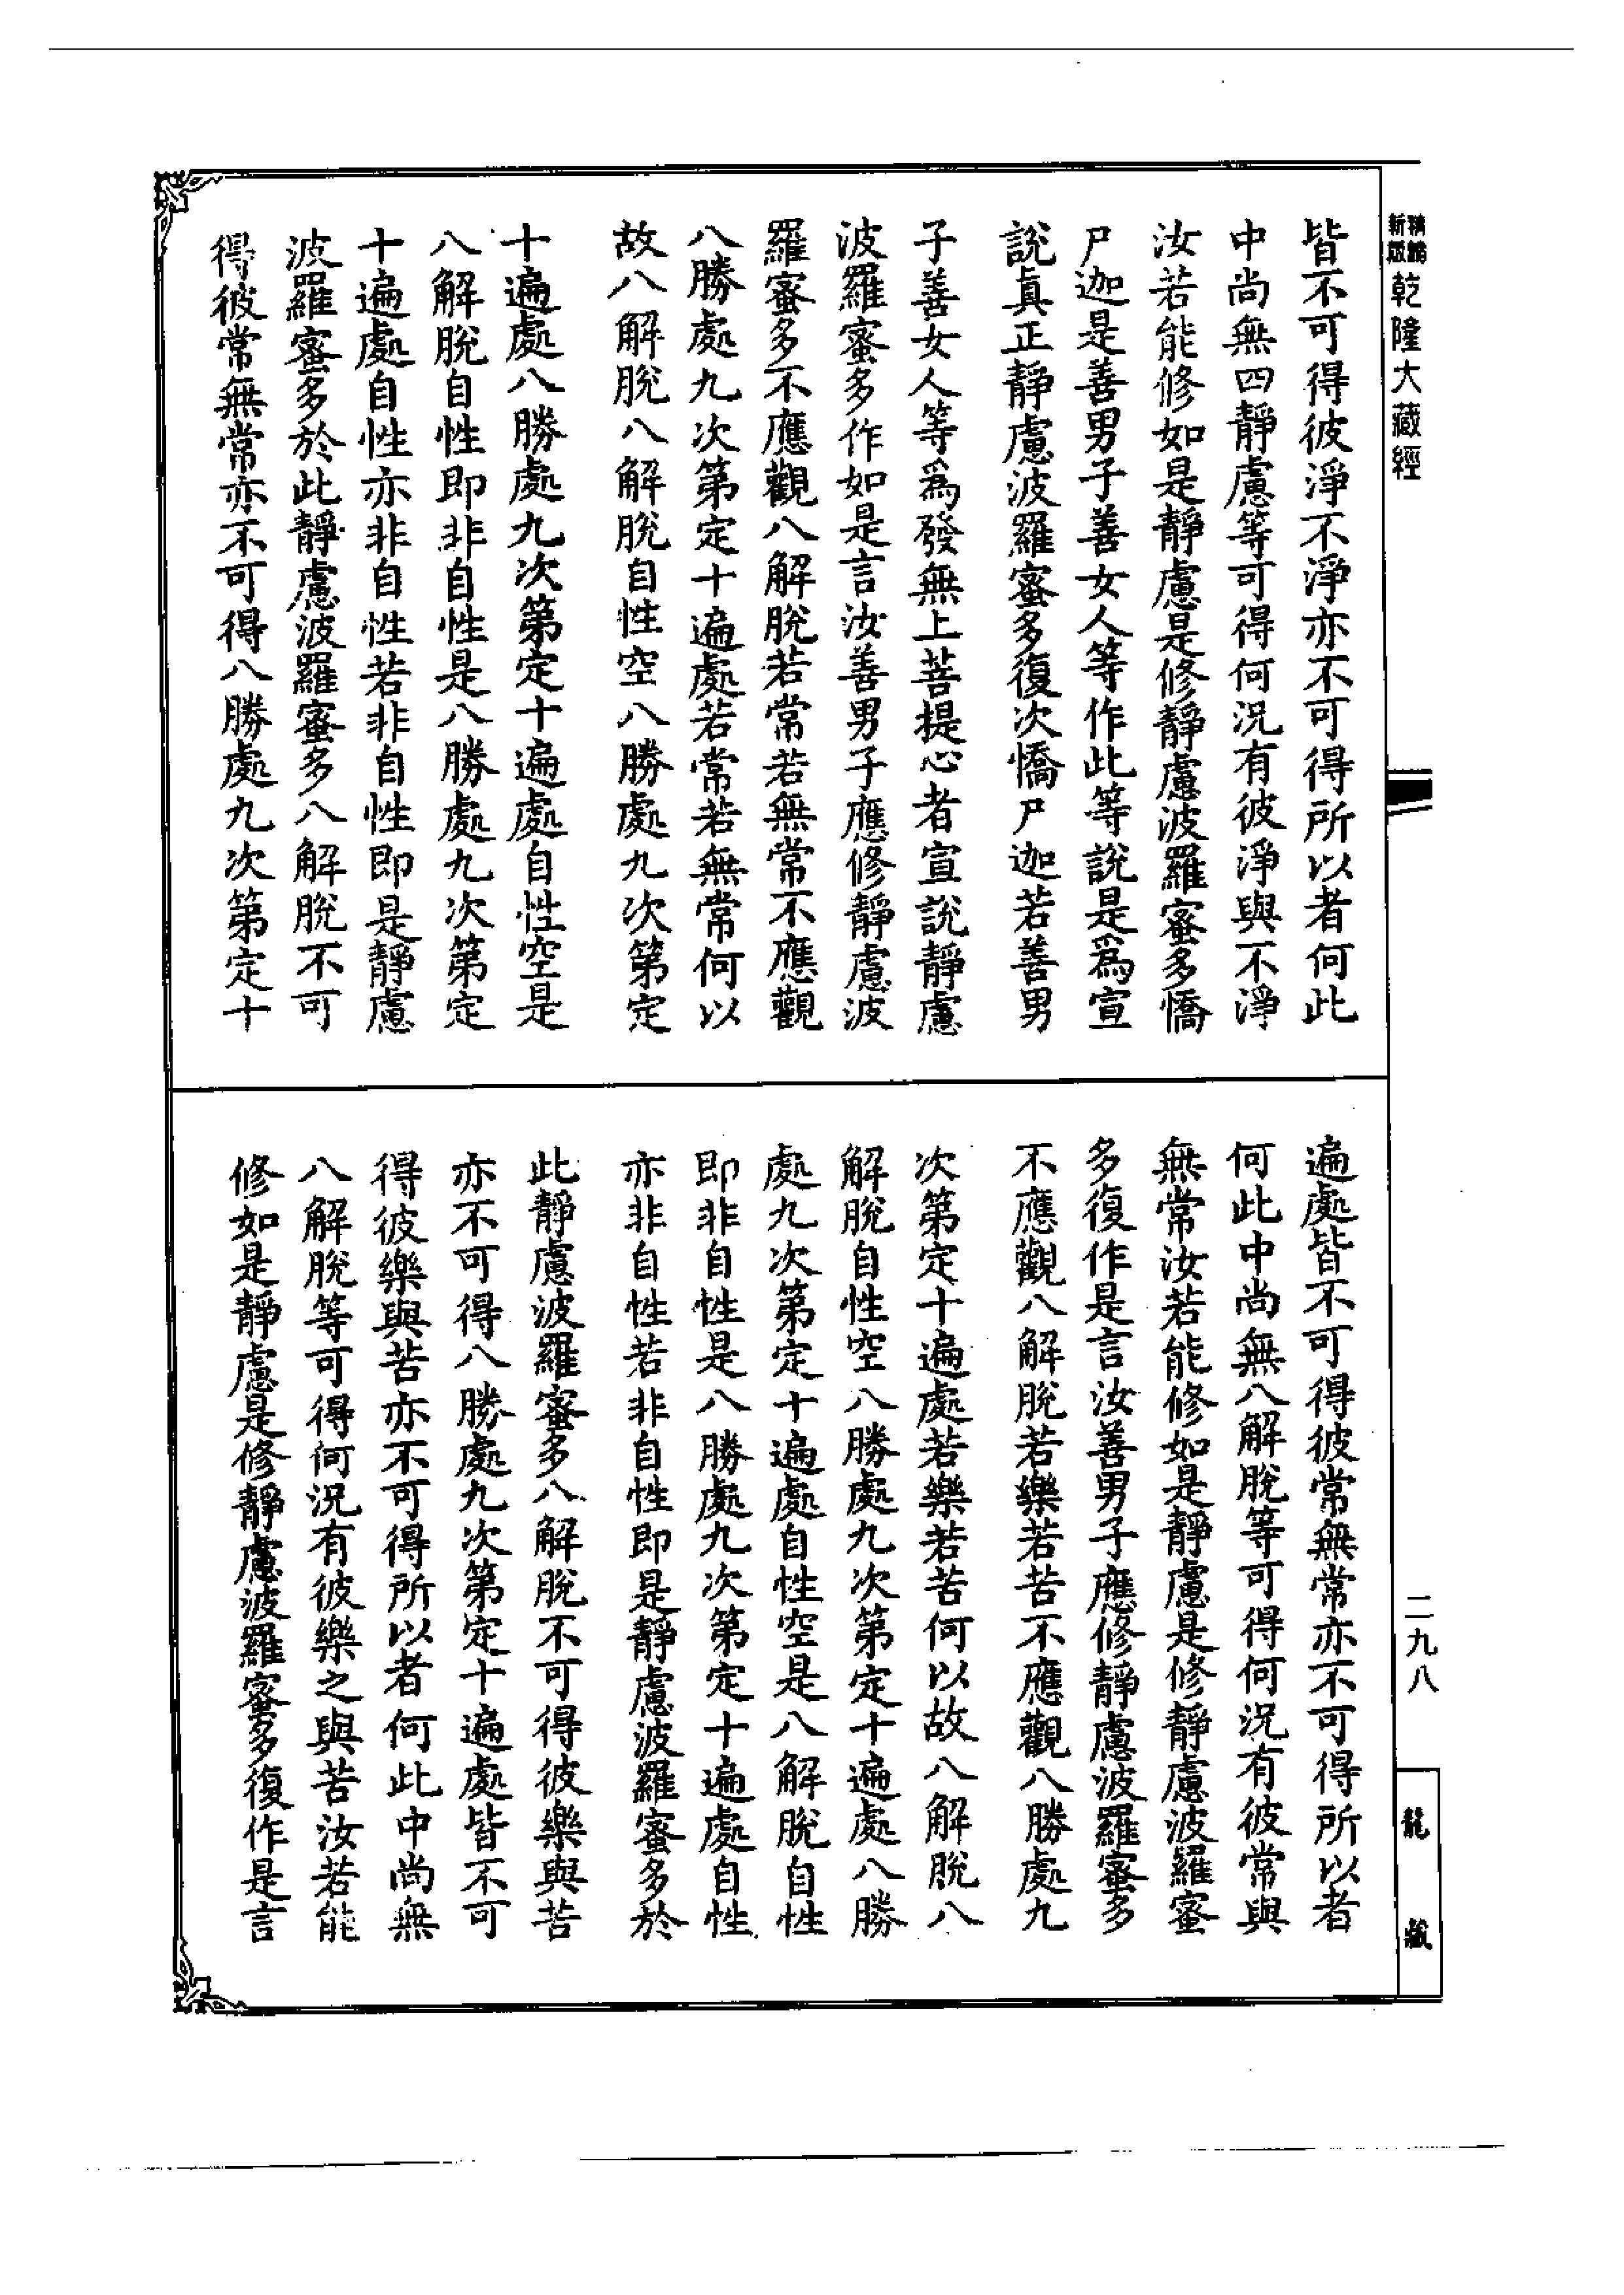 新版
精縮
乾隆大藏經
皆不可得彼淨不淨亦不可得所以者何此
中尚無四靜慮等可得何況有彼淨與不淨
汝若能修如是靜慮是修靜慮波羅蜜多憍
尸迦是善男子善女人等作此等說是爲宣
說眞正靜慮波羅蜜多復次憍尸迦若善男
子善女人等爲發無上菩提心者宣說靜慮
波羅蜜多作如是言汝善男子應修靜慮波
羅蜜多不應觀八解脫若常若無常不應觀
八勝處九次第定十遍處若常若無常何以
故八解脫八解脫自性空八勝處九次第定
十遍處八勝處九次第定十遍處自性空是
八解脫自性即非自性是八勝處九次第定
十遍處自性亦非自性若非自性即是靜慮
波羅蜜多於此靜慮波羅蜜多八解脫不可
得彼常無常亦不可得八勝處九次第定十
遍處皆不可得彼常無常亦不可得所以者
何此中尚無八解脫等可得何況有彼常與
無常汝若能修如是靜慮是修靜慮波羅蜜
多復作是言汝善男子應修靜慮波羅蜜多
不應觀八解脫若樂若苦不應觀八勝處九
次第定十遍處若樂若苦何以故八解脫八
解脫自性空八勝處九次第定十遍處八勝
處九次第定十遍處自性空是八解脫自性
即非自性是八勝處九次第定十遍處自性
亦非自性若非自性即是靜慮波羅蜜多於
此靜慮波羅蜜多八解脫不可得彼樂與苦
亦不可得八勝處九次第定十遍處皆不可
得彼樂與苦亦不可得所以者何此中尚無
八解脫等可得何況有彼樂之與苦汝若能
修如是靜慮是修靜慮波羅蜜多復作是言
二九八
龍藏